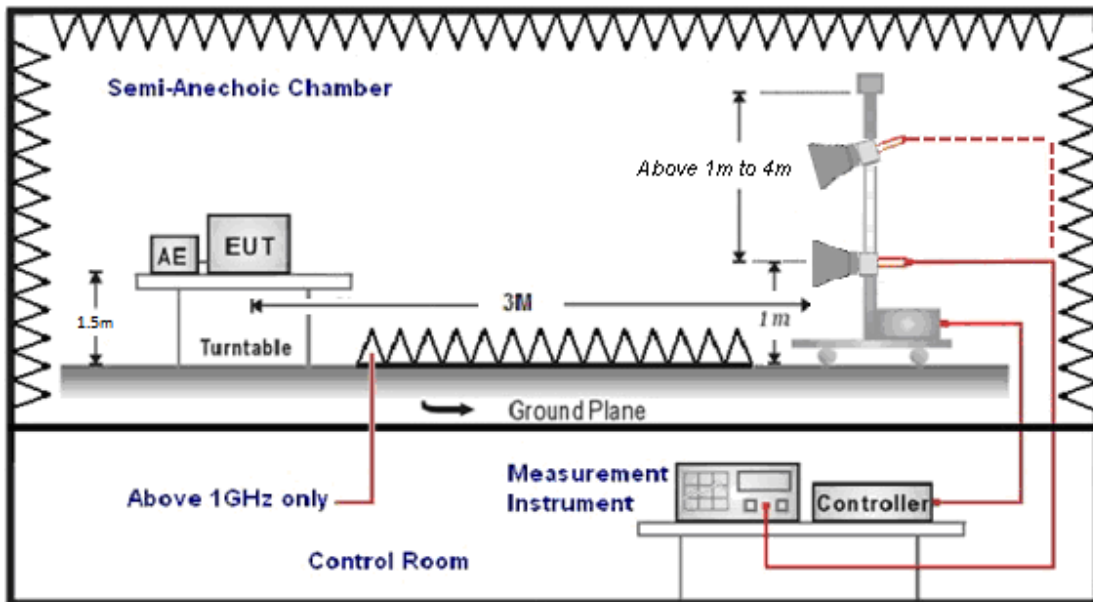 Semi-Anechoic Chamber
Above 1m to 4m
AE
EUT
1.5m
3M
1m
Turntable
Ground Plane
Above 1GHz only
Measurement
Instrument
Controller
Control Room